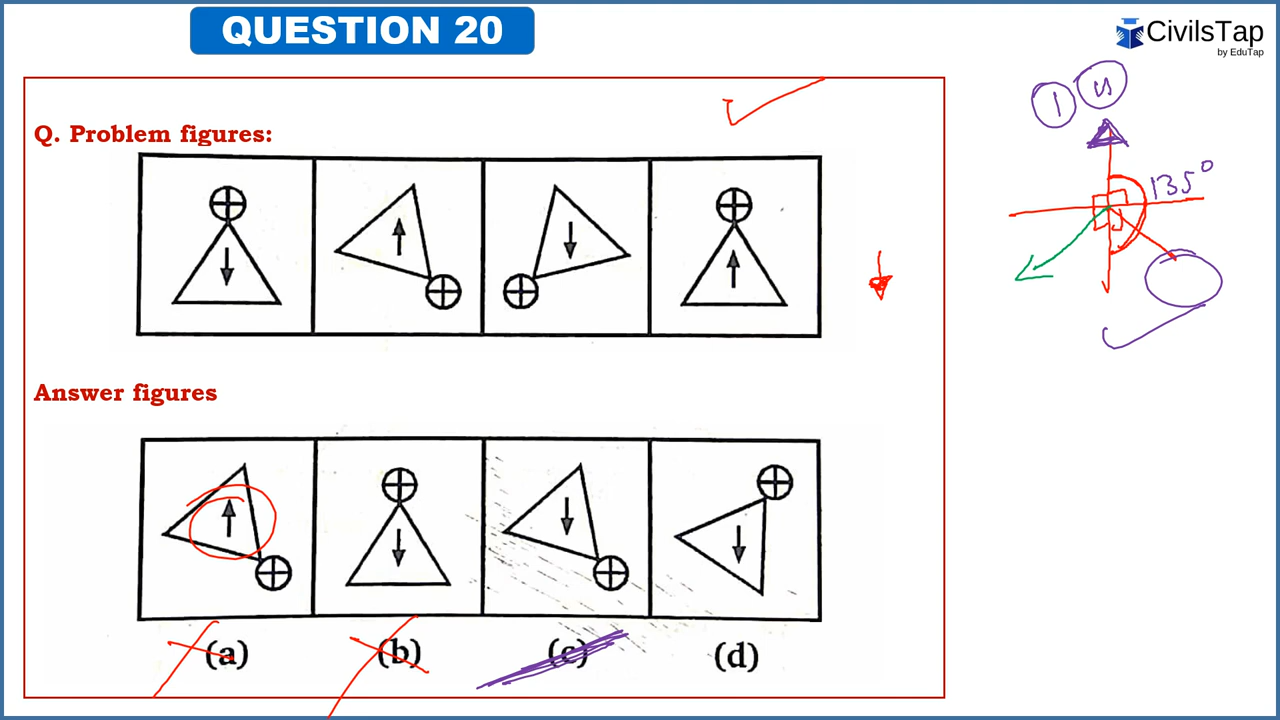 QUESTION 20
CivilsTap
by EduTap
Q. Problem figures:
135°
Answer figures
(a)
(b)
(c)
(d)